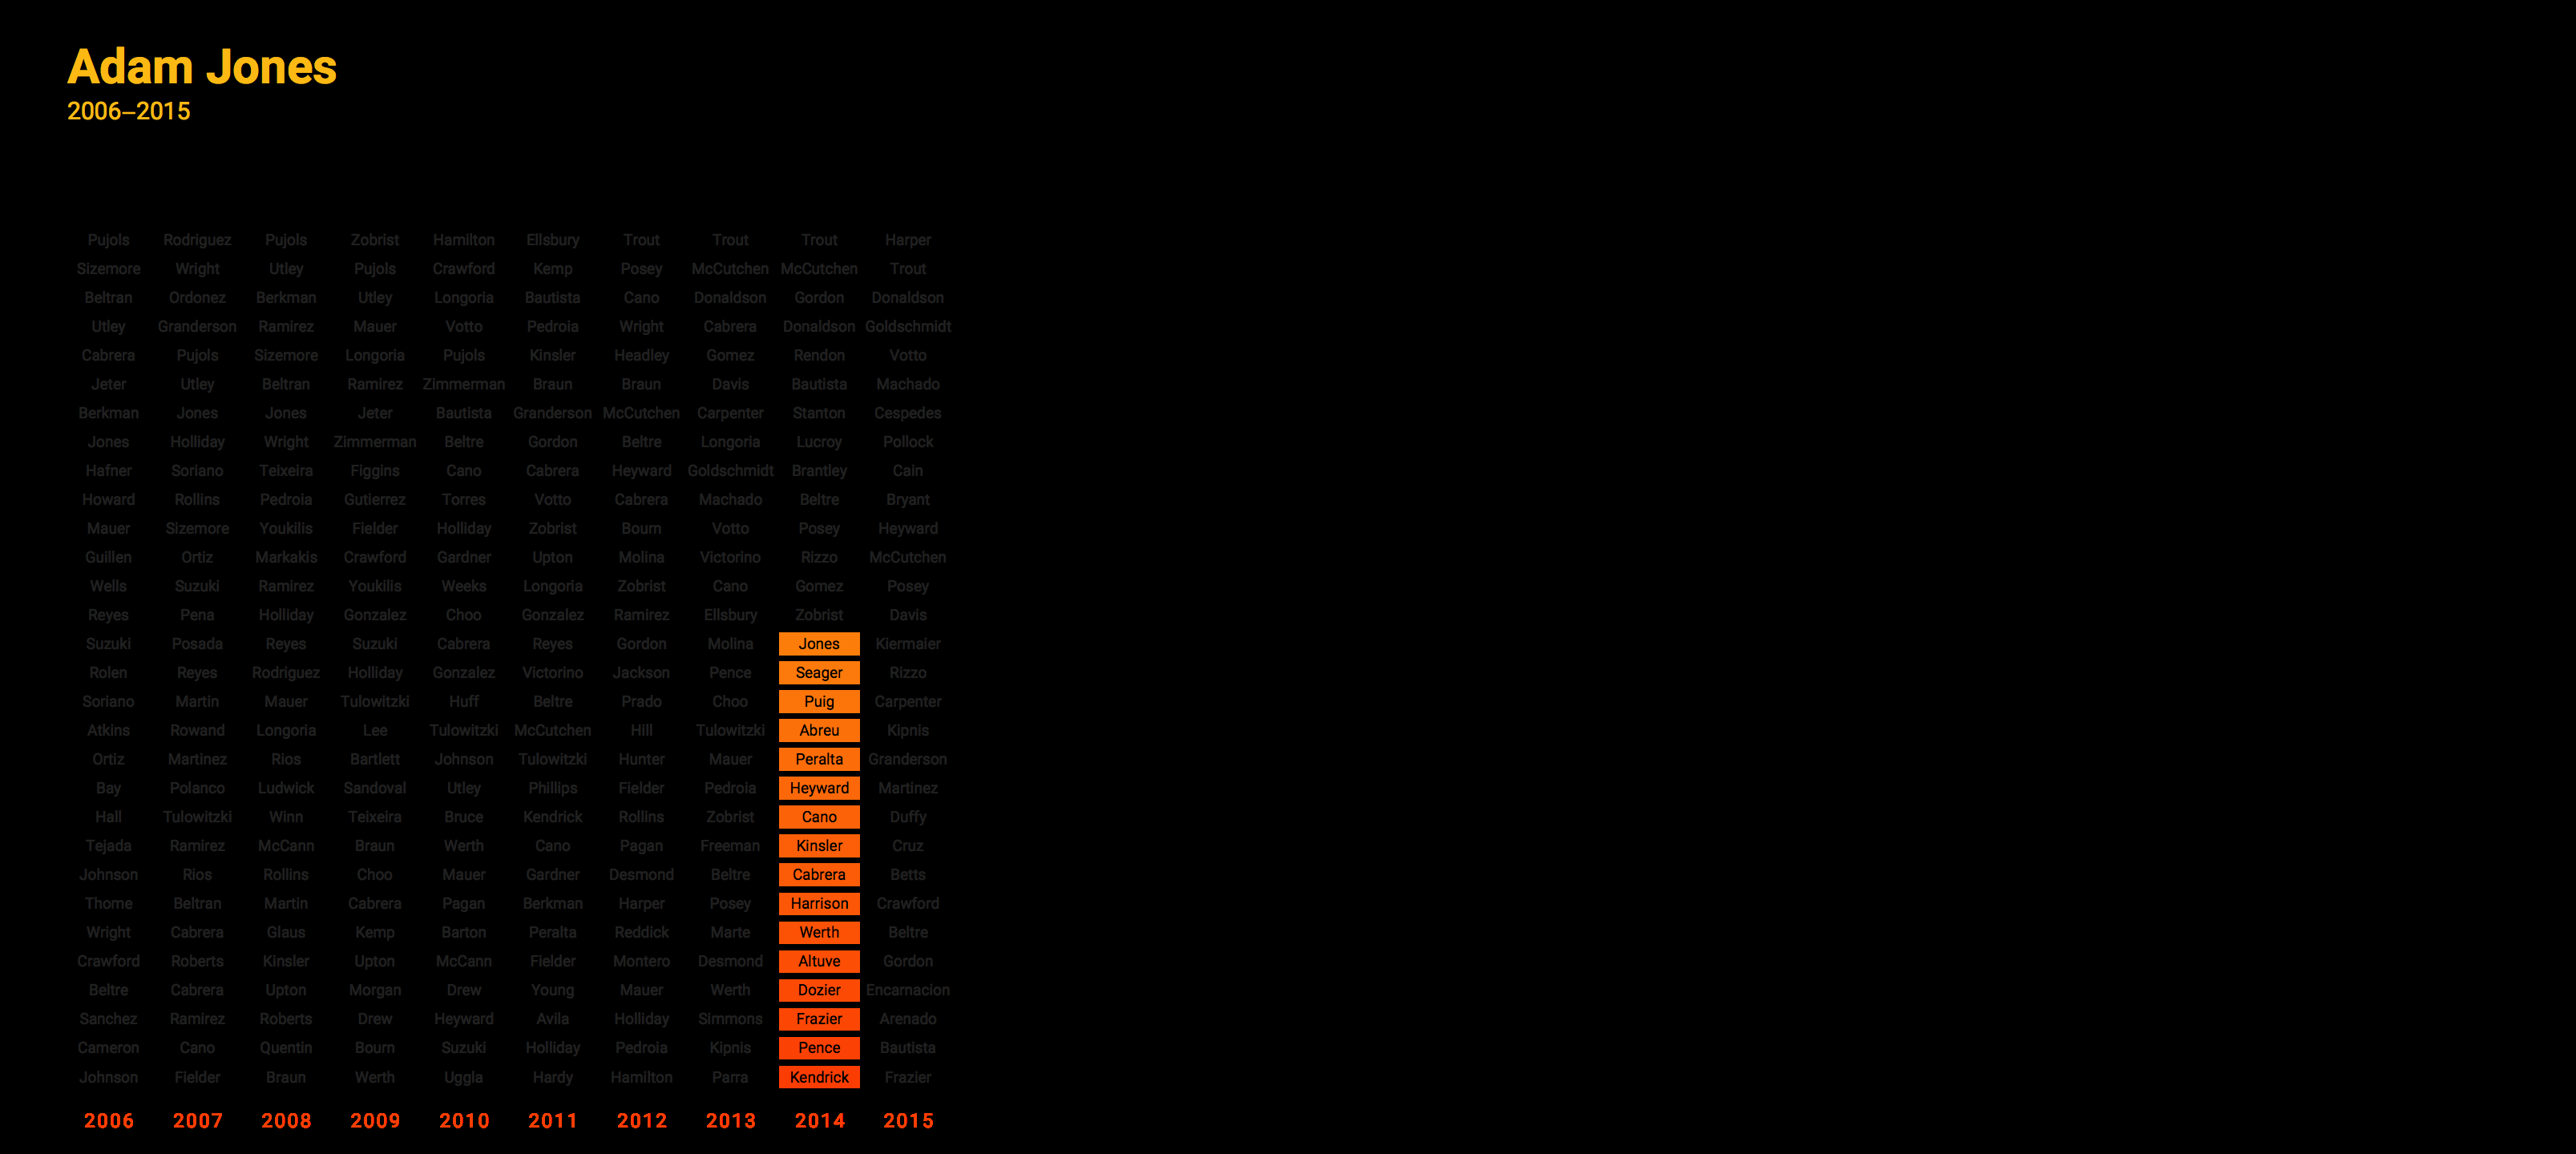 Adam Jones
2006–2015
Pujols Rodriguez Pujols Zobrist Hamilton Ellsbury Trout Trout Trout Harper
Sizemore Wright Utley Pujols Crawford Kemp Posey McCutchen McCutchen Trout
Beltran Ordonez Berkman Utley Longoria Bautista Cano Donaldson Gordon Donaldson
Utley Granderson Ramirez Mauer Votto Pedroia Wright Cabrera Donaldson Goldschmidt
Cabrera Pujols Sizemore Longoria Pujols Kinsler Headley Gomez Rendon Votto
Jeter Utley Beltran Ramirez Zimmerman Braun Braun Davis Bautista Machado
Berkman Jones Jones Jeter Bautista Granderson McCutchen Carpenter Stanton Cespedes
Jones Holliday Wright Zimmerman Beltre Gordon Beltre Longoria Lucroy Pollock
Hafner Soriano Teixeira Figgins Cano Cabrera Heyward Goldschmidt Brantley Cain
Howard Rollins Pedroia Gutierrez Torres Votto Cabrera Machado Beltre Bryant
Mauer Sizemore Youkilis Fielder Holliday Zobrist Bourn Votto Posey Heyward
Guillen Ortiz Markakis Crawford Gardner Upton Molina Victorino Rizzo McCutchen
Wells Suzuki Ramirez Youkilis Weeks Longoria Zobrist Cano Gomez Posey
Reyes Pena Holliday Gonzalez Choo Gonzalez Ramirez Ellsbury Zobrist Davis
Suzuki Posada Reyes Suzuki Cabrera Reyes Gordon Molina Jones Kiermaier
Rolen Reyes Rodriguez Holliday Gonzalez Victorino Jackson Pence Seager Rizzo
Soriano Martin Mauer Tulowitzki Huff Beltre Prado Choo Puig Carpenter
Atkins Rowand Longoria Lee Tulowitzki McCutchen Hill Tulowitzki Abreu Kipnis
Ortiz Martinez Rios Bartlett Johnson Tulowitzki Hunter Mauer Peralta Granderson
Bay Polanco Ludwick Sandoval Utley Phillips Fielder Pedroia Heyward Martinez
Hall Tulowitzki Winn Teixeira Bruce Kendrick Rollins Zobrist Cano Duffy
Tejada Ramirez McCann Braun Werth Cano Pagan Freeman Kinsler Cruz
Johnson Rios Rollins Choo Mauer Gardner Desmond Beltre Cabrera Betts
Thome Beltran Martin Cabrera Pagan Berkman Harper Posey Harrison Crawford
Wright Cabrera Glaus Kemp Barton Peralta Reddick Marte Werth Beltre
Crawford Roberts Kinsler Upton McCann Fielder Montero Desmond Altuve Gordon
Beltre Cabrera Upton Morgan Drew Young Mauer Werth Dozier Encarnacion
Sanchez Ramirez Roberts Drew Heyward Avila Holliday Simmons Frazier Arenado
Cameron Cano Quentin Bourn Suzuki Holliday Pedroia Kipnis Pence Bautista
Johnson Fielder Braun Werth Uggla Hardy Hamilton Parra Kendrick Frazier
2006 2007 2008 2009 2010 2011 2012 2013 2014 2015